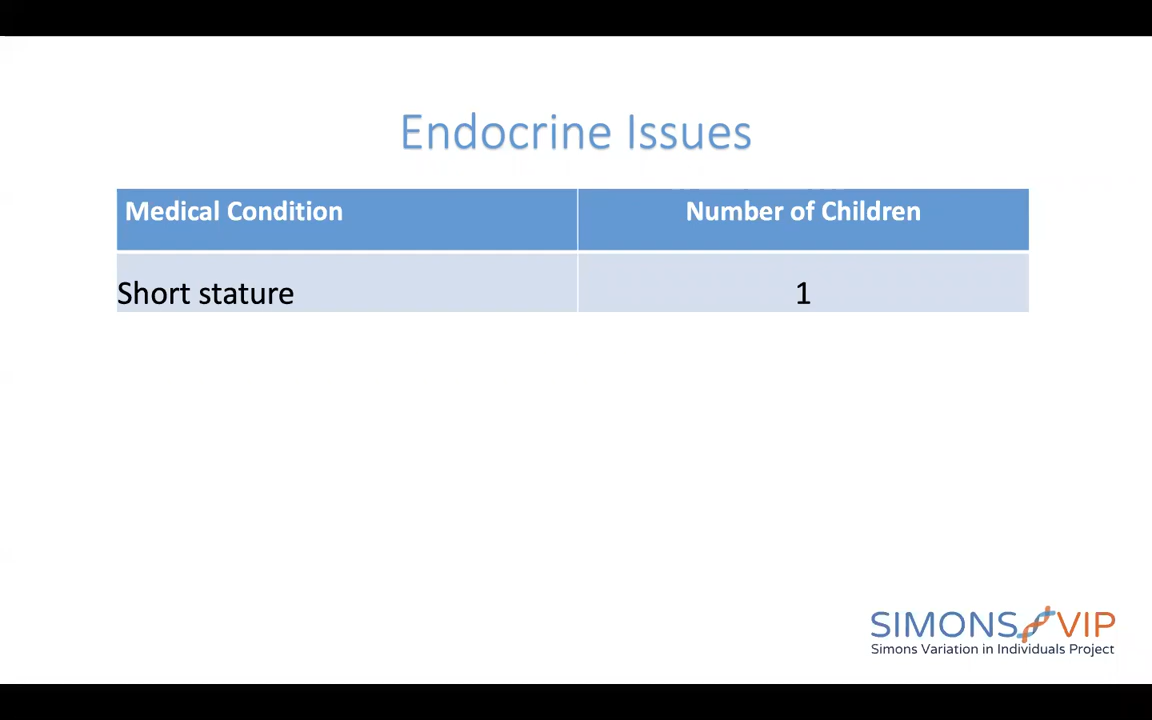 Endocrine Issues
Medical Condition Number of Children
Short stature 1
SIMONS VIP
Simons Variation in Individuals Project